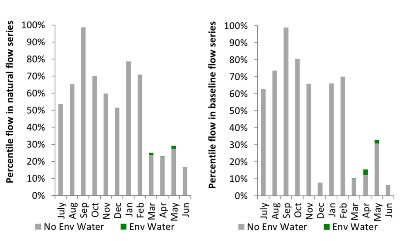 Percentile flow in natural flow series
100%
90%
80%
70%
60%
50%
40%
30%
20%
10%
0%
July
Aug
Sep
Oct
Nov
Dec
Jan
Feb
Mar
Apr
May
Jun
No Env Water
Env Water
Percentile flow in baseline flow series
100%
90%
80%
70%
60%
50%
40%
30%
20%
10%
0%
July
Aug
Sep
Oct
Nov
Dec
Jan
Feb
Mar
Apr
May
Jun
No Env Water
Env Water